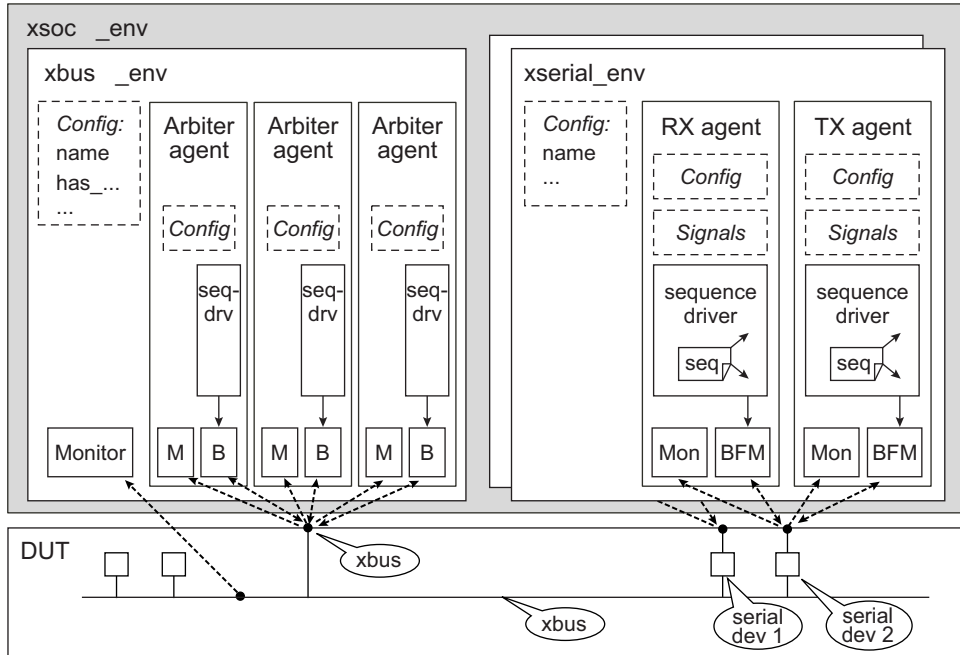 xsoc _env
xbus _env
Config:
name
has_...
...
Arbiter
agent
Config
seq-
drv
M
B
Arbiter
agent
Config
seq-
drv
M
B
Arbiter
agent
Config
seq-
drv
M
B
Monitor
xserial_env
Config:
name
...
RX agent
Config
Signals
sequence
driver
seq
Mon
BFM
TX agent
Config
Signals
sequence
driver
seq
Mon
BFM
DUT
xbus
xbus
serial
dev 1
serial
dev 2